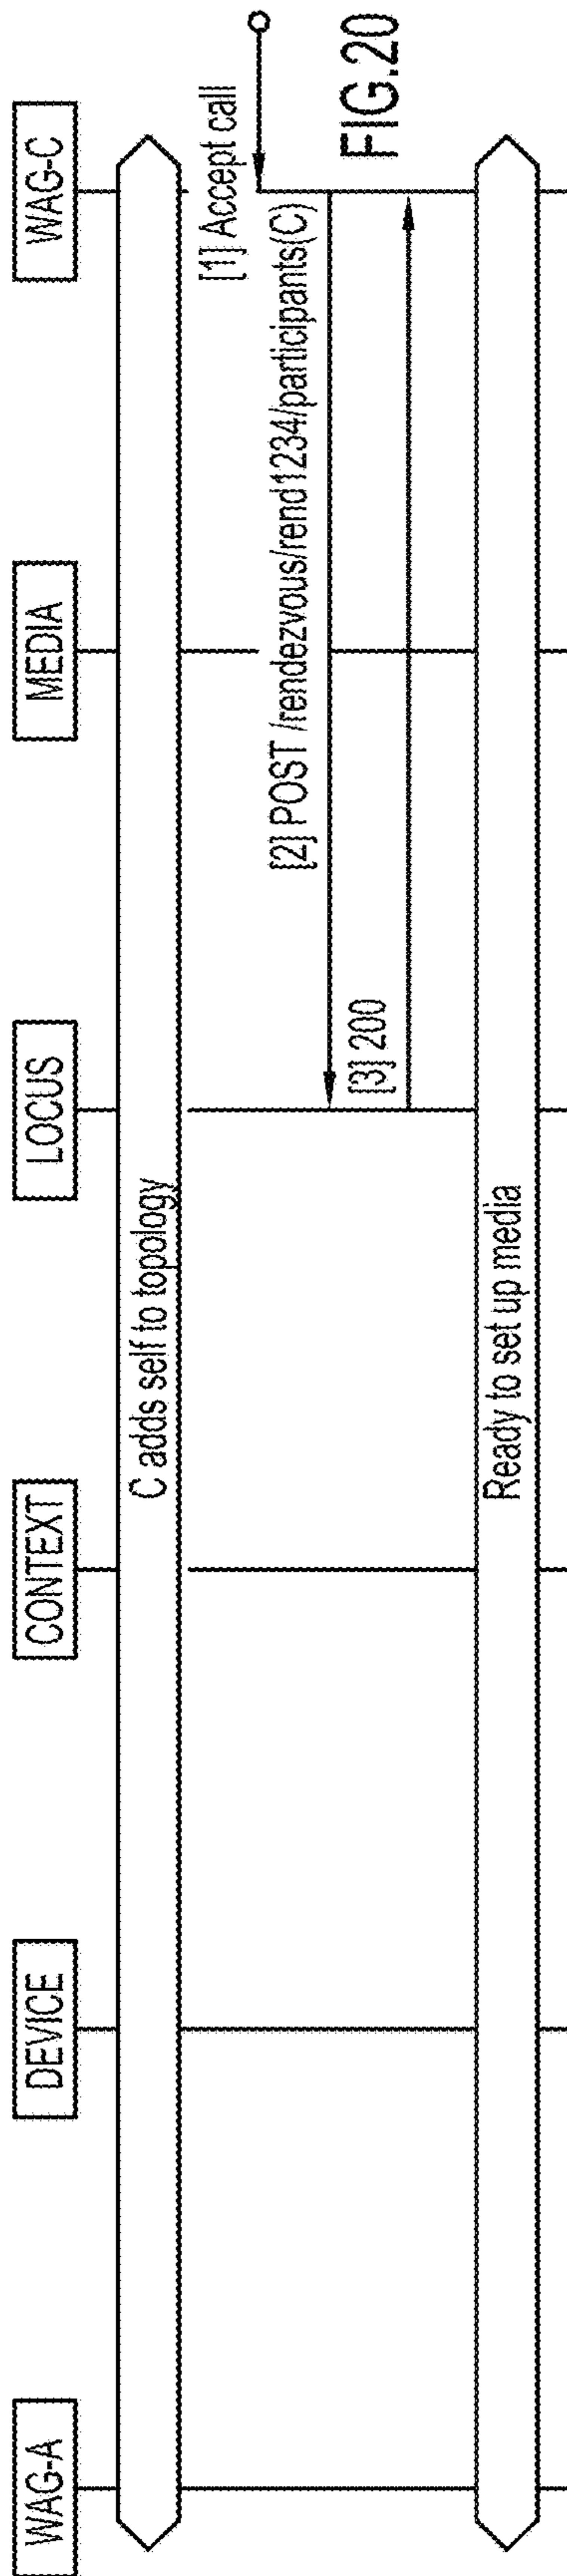 WAG-A
DEVICE
CONTEXT
LOCUS
MEDIA
WAG-C
C adds self to topology
[1] Accept call
[2] POST /rendezvous/rend1234/participants(C)
[3] 200
Ready to set up media
FIG.20